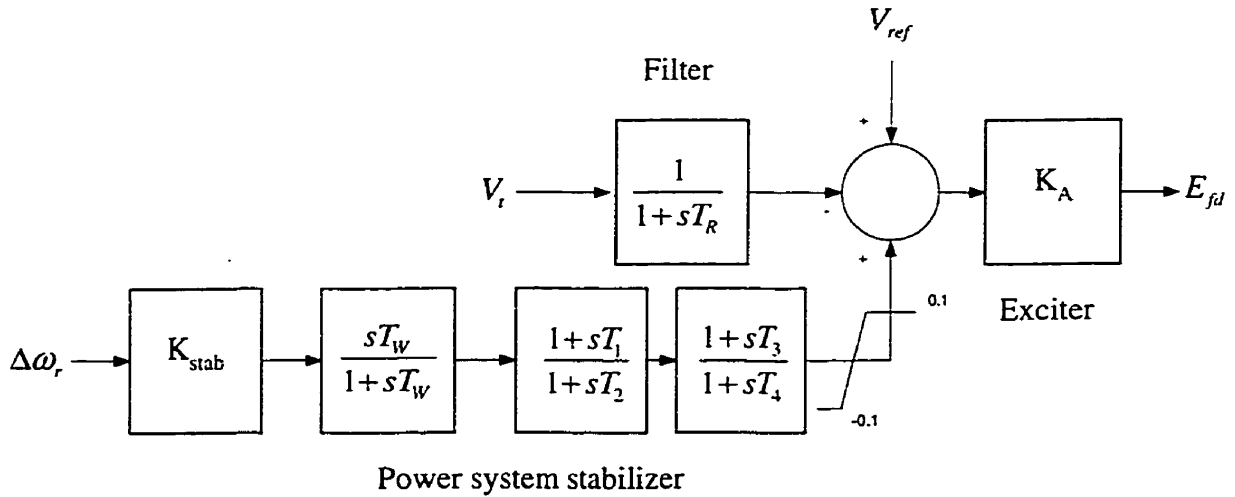 V_ref
Filter
+
V_t
1
1+sT_R
-
K_A
E_fd
+
Exciter
0.1
-0.1
Δω_r
K_stab
sT_W
1+sT_W
1+sT_1
1+sT_2
1+sT_3
1+sT_4
Power system stabilizer